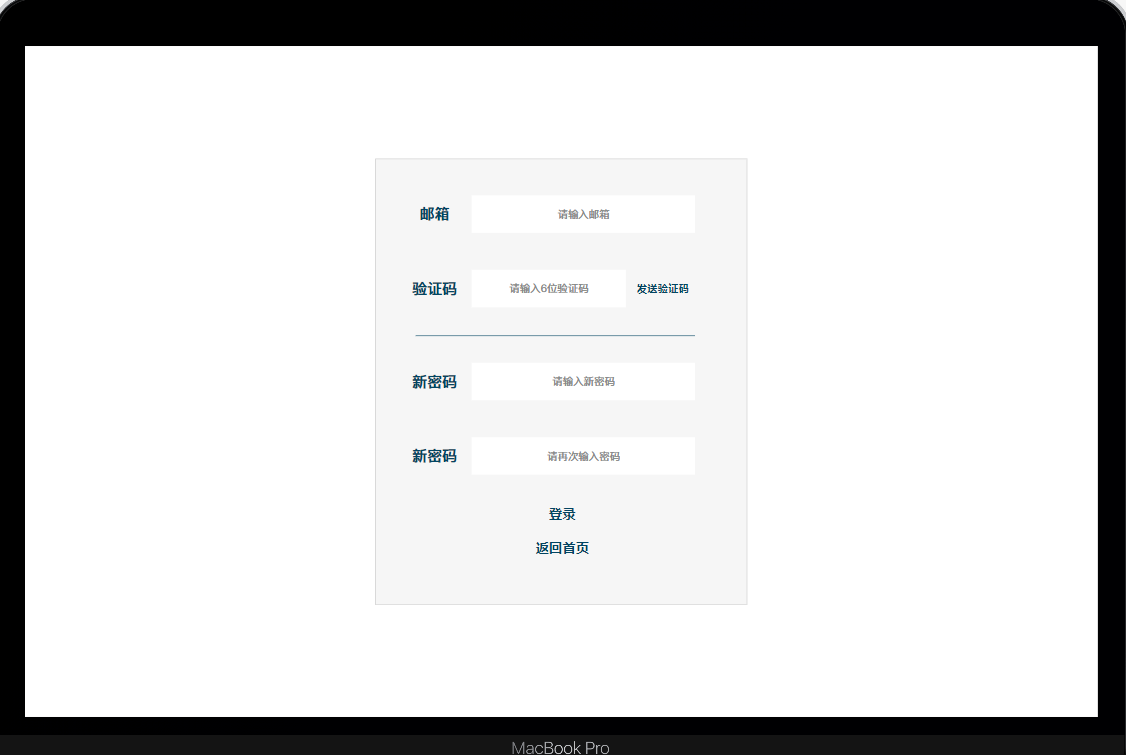 邮箱 请输入邮箱
验证码 请输入6位验证码 发送验证码
新密码 请输入新密码
新密码 请再次输入密码
登录
返回首页
MacBook Pro